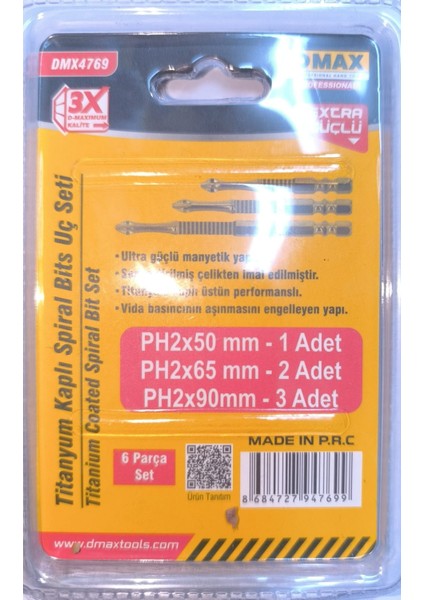 DMX4769
DMAX
PROFESSIONAL
3X
D-MAXIMUM
KALİTE
EXTRA
GÜÇLÜ
Titanyum Kaplı Spiral Bits Uç Seti
Titanium Coated Spiral Bit Set
• Ultra güçlü manyetik
çelikten imal edilmiştir.
üstün performanslı.
• Vida basıncının aşınmasını engelleyen yapı.
PH2x50 mm - 1 Adet
PH2x65 mm - 2 Adet
PH2x90mm - 3 Adet
MADE IN P.R.C
6 Parça
Set
Ürün Tanıtım
8 684727 947699
www.dmaxtools.com